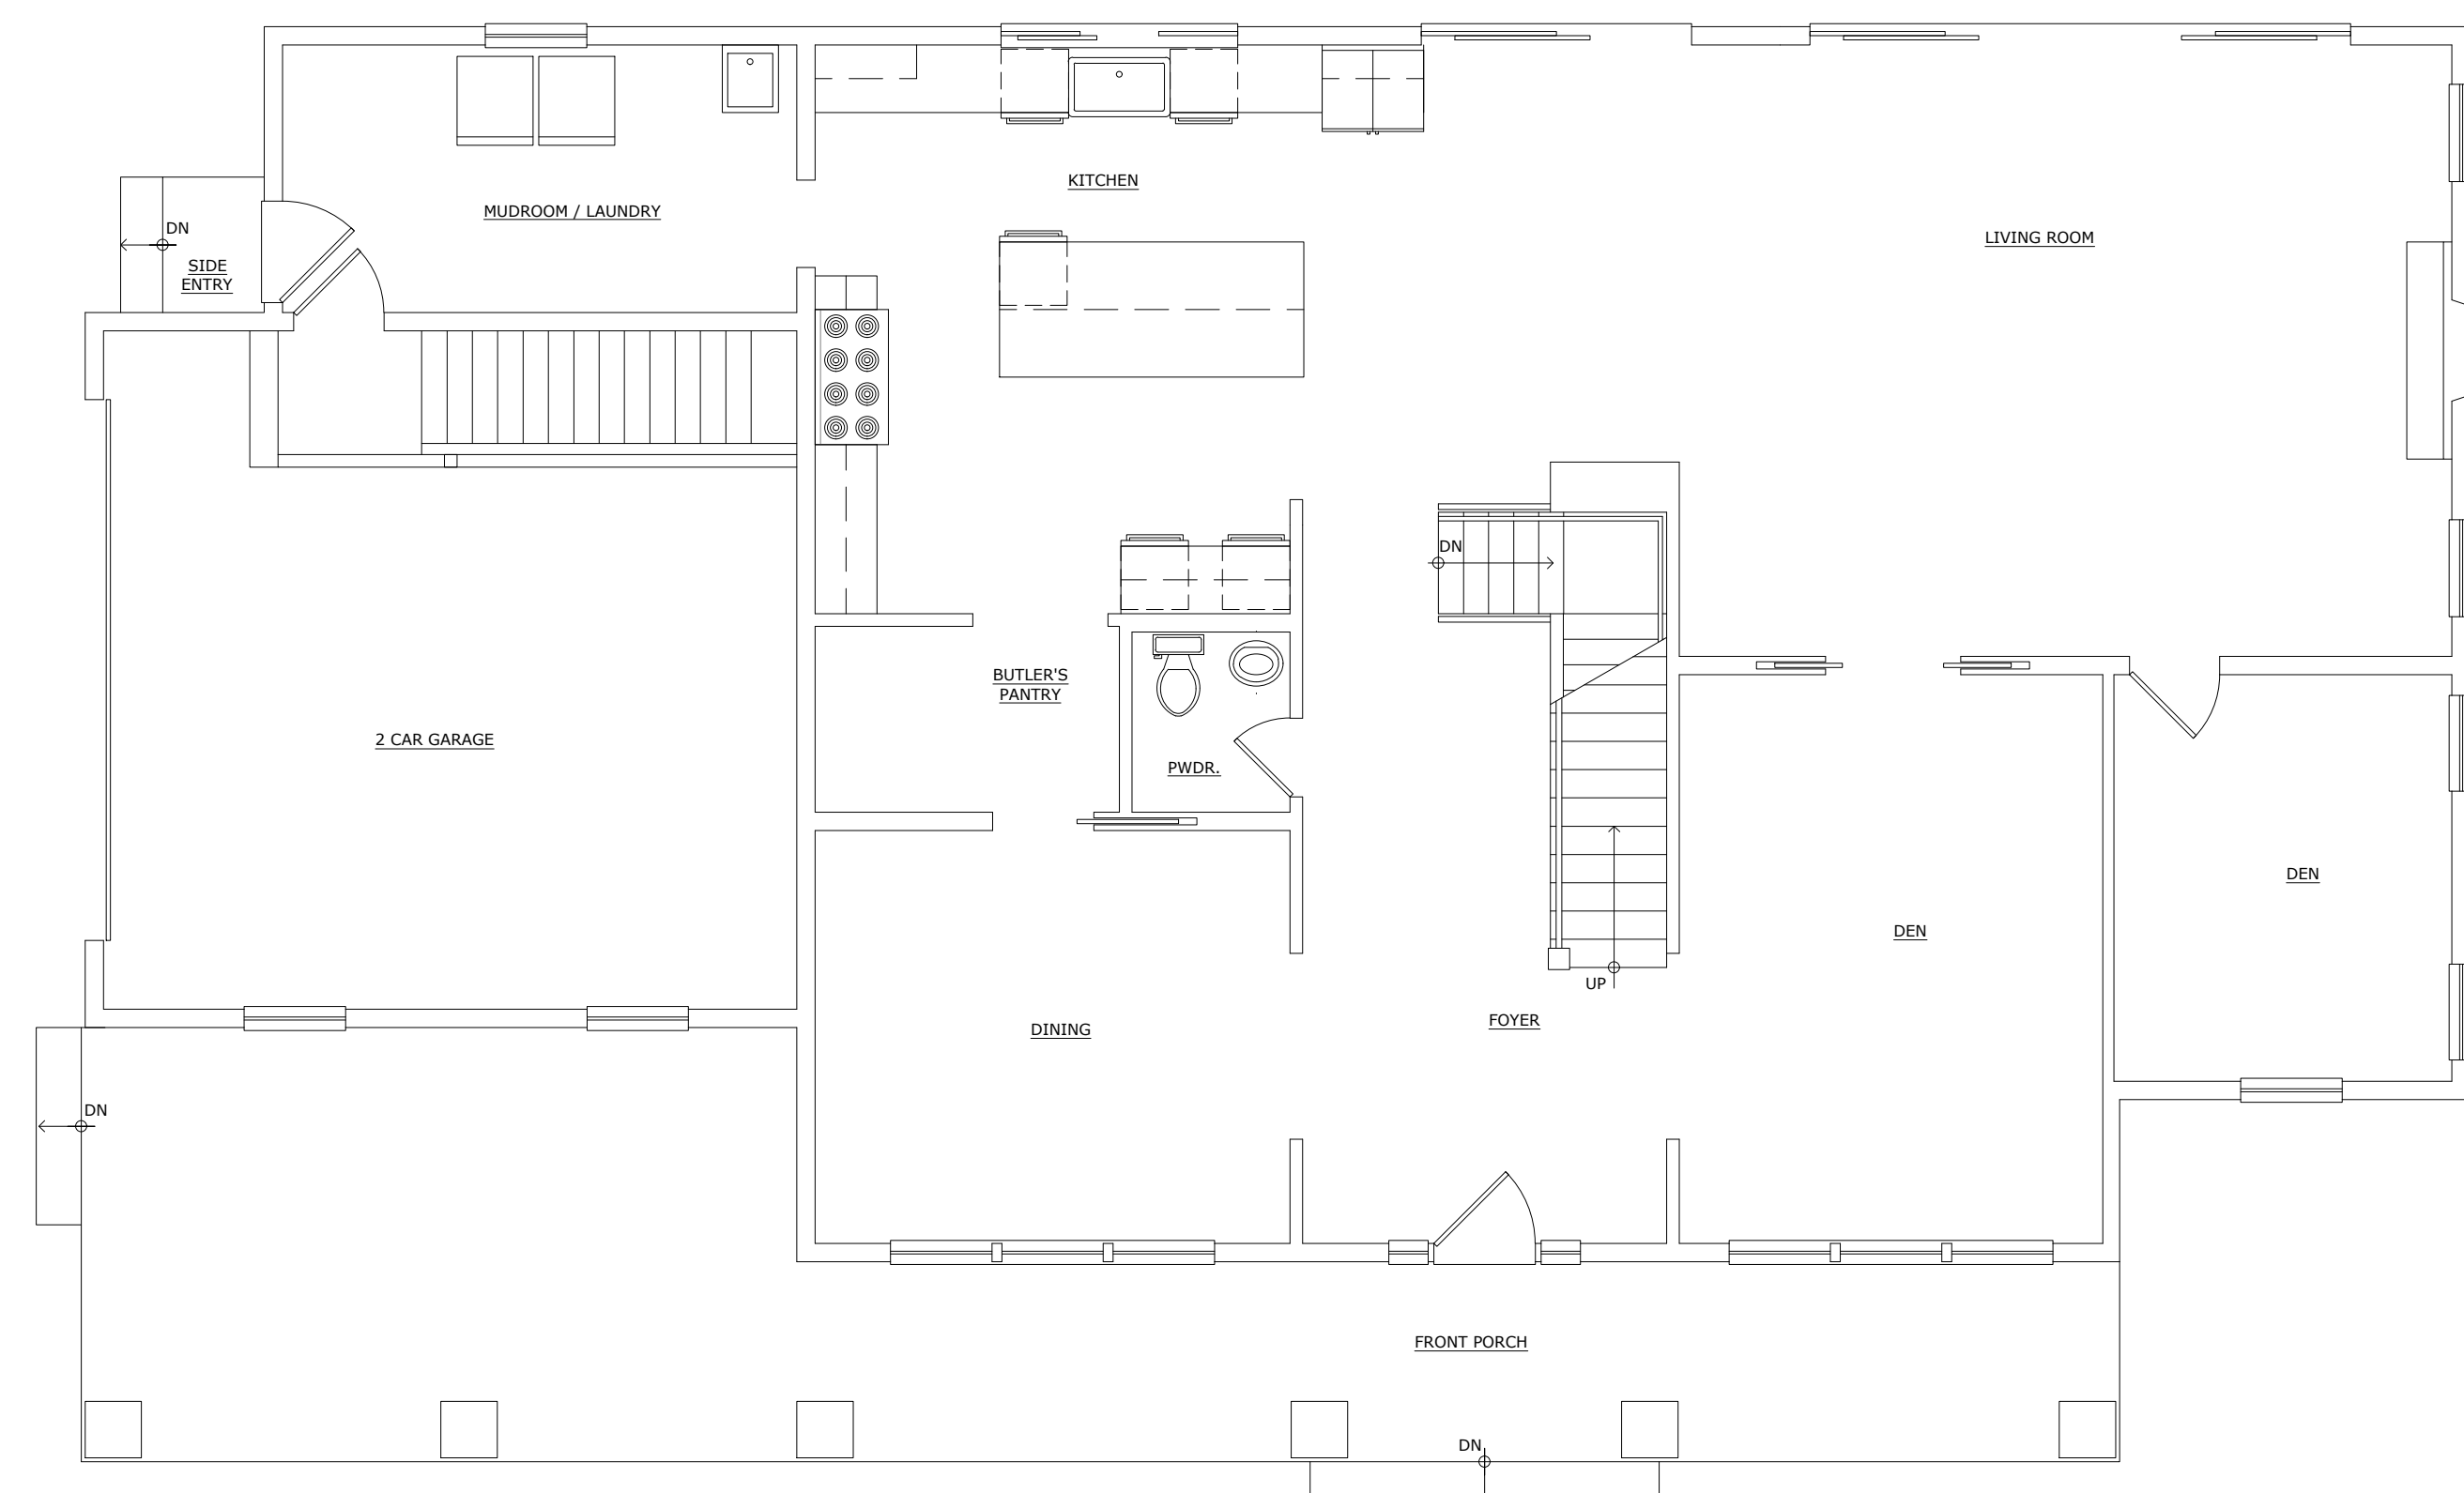 KITCHEN
MUDROOM / LAUNDRY
DN
LIVING ROOM
SIDE
ENTRY
DN
BUTLER'S
PANTRY
2 CAR GARAGE
PWDR.
DEN
DEN
UP
FOYER
DINING
DN
FRONT PORCH
DN